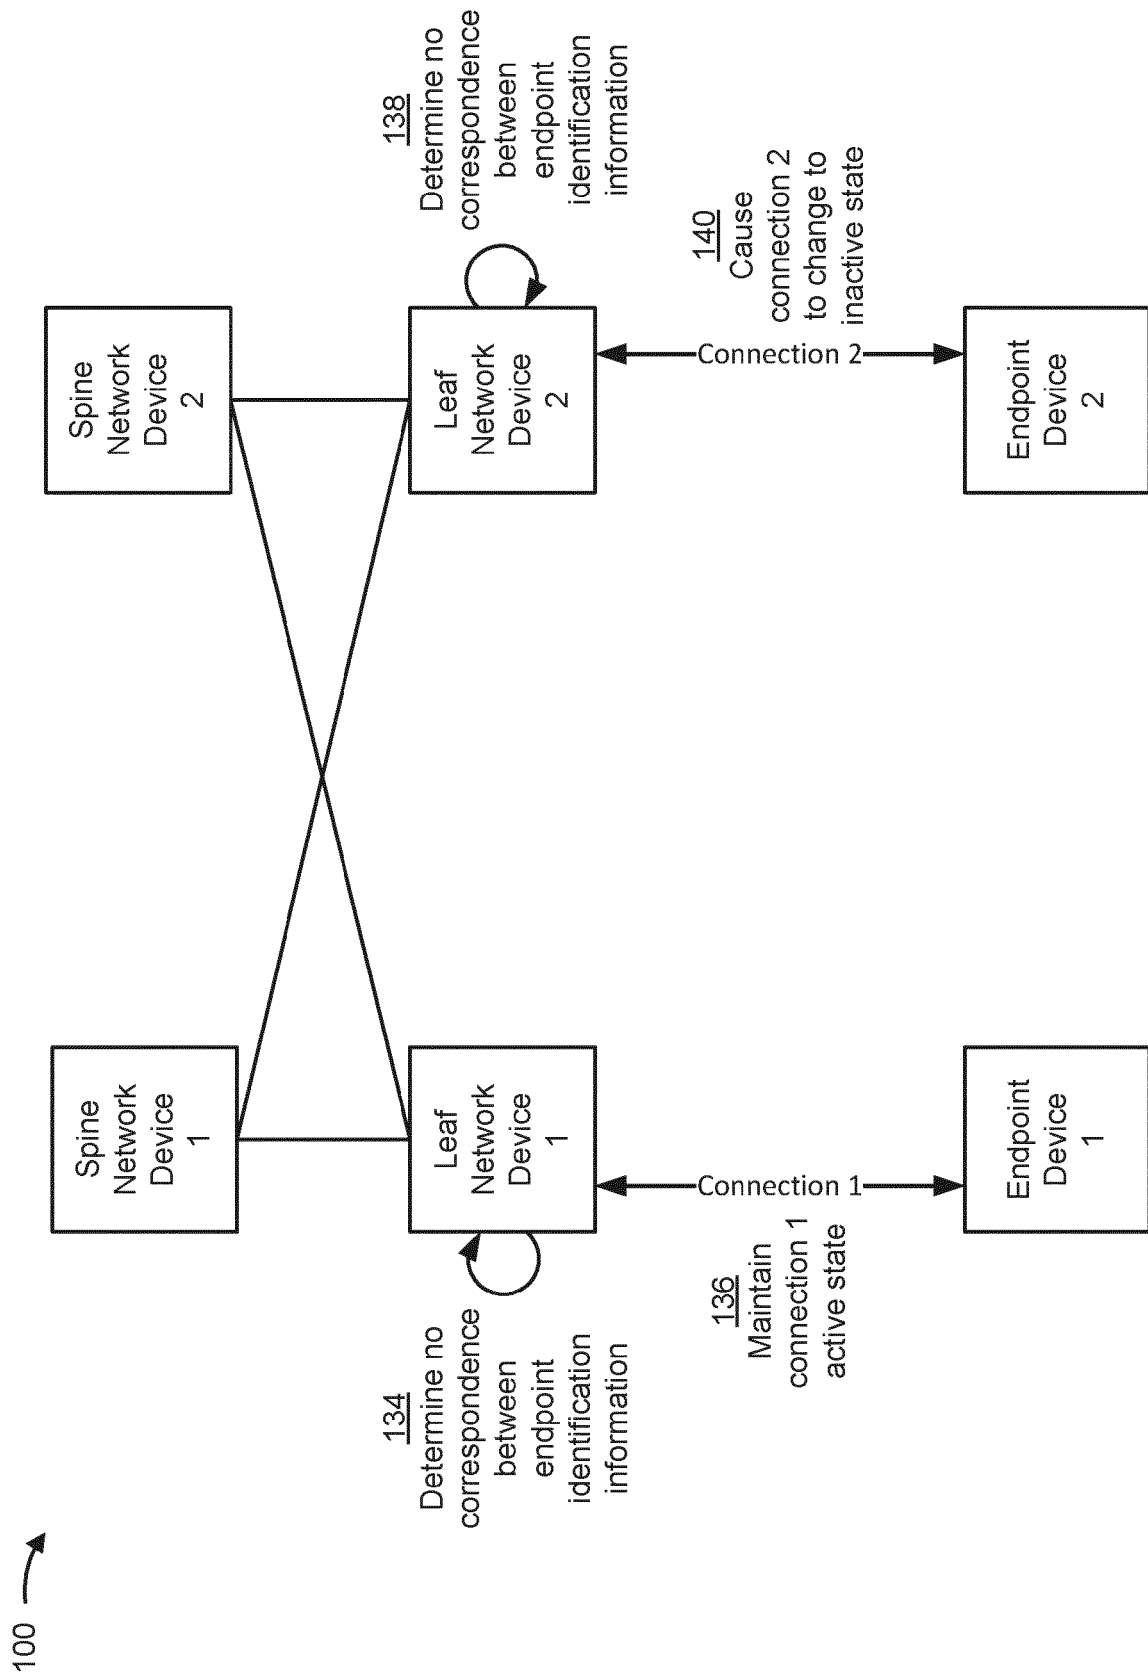 100
Spine
Network
Device
1
Spine
Network
Device
2
134
Determine no
correspondence
between
endpoint
identification
information
Leaf
Network
Device
1
Leaf
Network
Device
2
138
Determine no
correspondence
between
endpoint
identification
information
136
Maintain
connection 1
active state
Connection 1
Connection 2
140
Cause
connection 2
to change to
inactive state
Endpoint
Device
1
Endpoint
Device
2